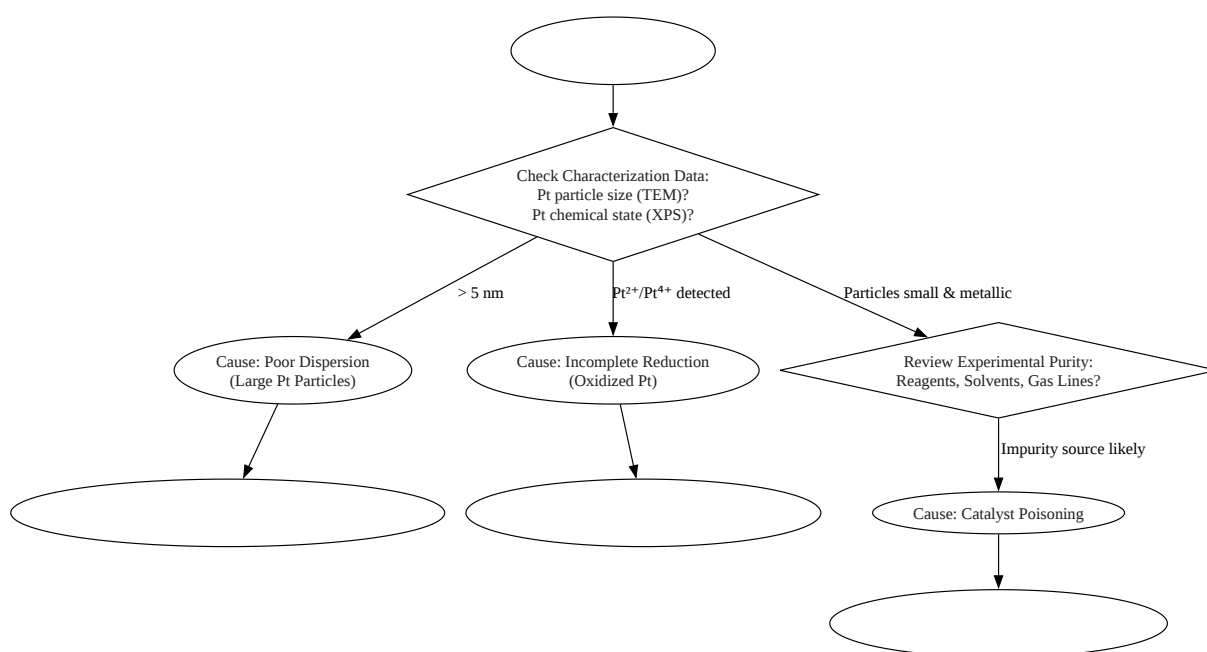 Check Characterization Data:
Pt particle size (TEM)?
Pt chemical state (XPS)?
> 5 nm
Pt²⁺/Pt⁴⁺ detected
Particles small & metallic
Cause: Poor Dispersion
(Large Pt Particles)
Cause: Incomplete Reduction
(Oxidized Pt)
Review Experimental Purity:
Reagents, Solvents, Gas Lines?
Impurity source likely
Cause: Catalyst Poisoning